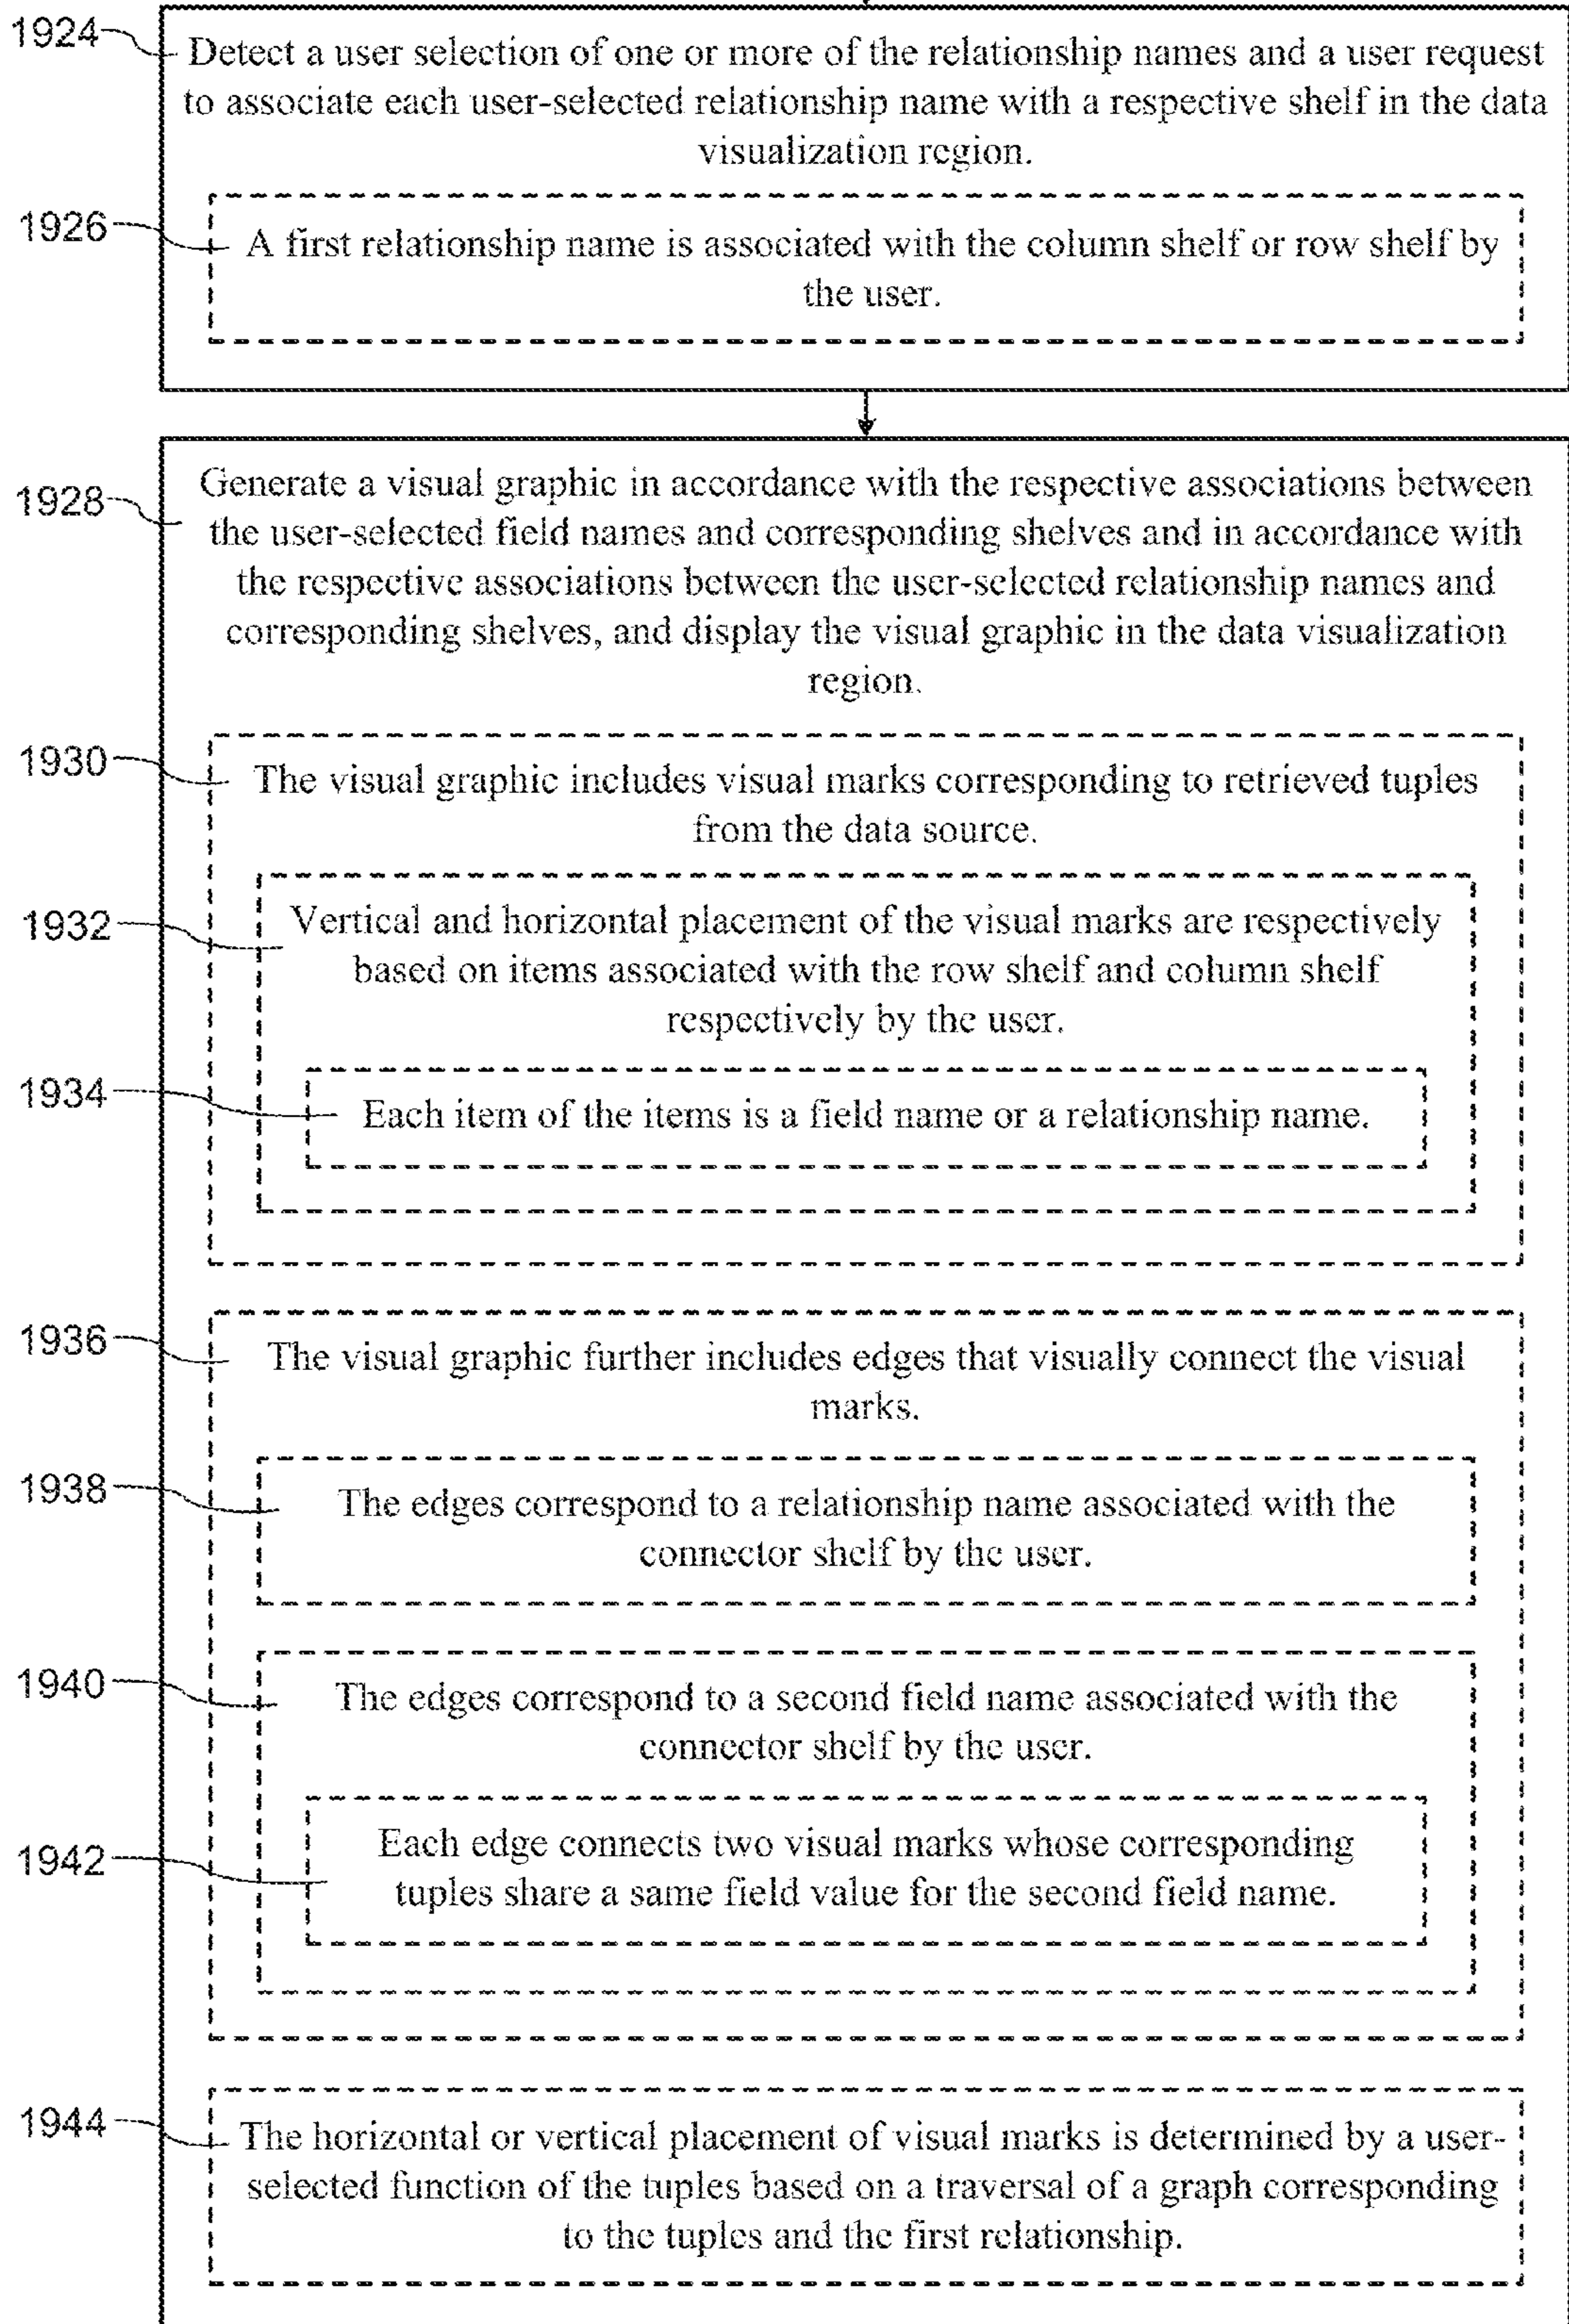 1924
Detect a user selection of one or more of the relationship names and a user request
to associate each user-selected relationship name with a respective shelf in the data
visualization region.
1926
A first relationship name is associated with the column shelf or row shelf by
the user.
1928
Generate a visual graphic in accordance with the respective associations between
the user-selected field names and corresponding shelves and in accordance with
the respective associations between the user-selected relationship names and
corresponding shelves, and display the visual graphic in the data visualization
region.
1930
The visual graphic includes visual marks corresponding to retrieved tuples
from the data source.
1932
Vertical and horizontal placement of the visual marks are respectively
based on items associated with the row shelf and column shelf
respectively by the user.
1934
Each item of the items is a field name or a relationship name.
1936
The visual graphic further includes edges that visually connect the visual
marks.
1938
The edges correspond to a relationship name associated with the
connector shelf by the user.
1940
The edges correspond to a second field name associated with the
connector shelf by the user.
1942
Each edge connects two visual marks whose corresponding
tuples share a same field value for the second field name.
1944
The horizontal or vertical placement of visual marks is determined by a user-
selected function of the tuples based on a traversal of a graph corresponding
to the tuples and the first relationship.